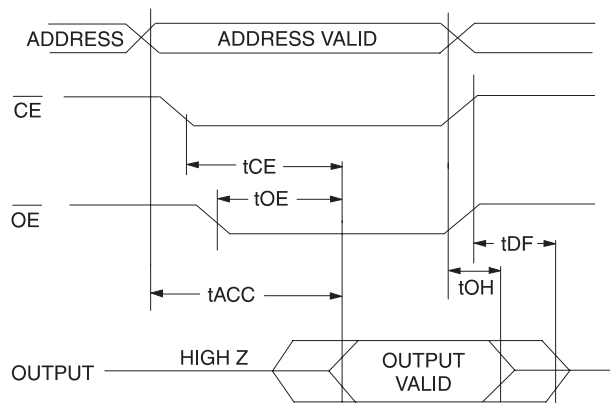 ADDRESS
ADDRESS VALID
CE
tCE
tOE
OE
tDF
tOH
tACC
HIGH Z
OUTPUT
OUTPUT
VALID